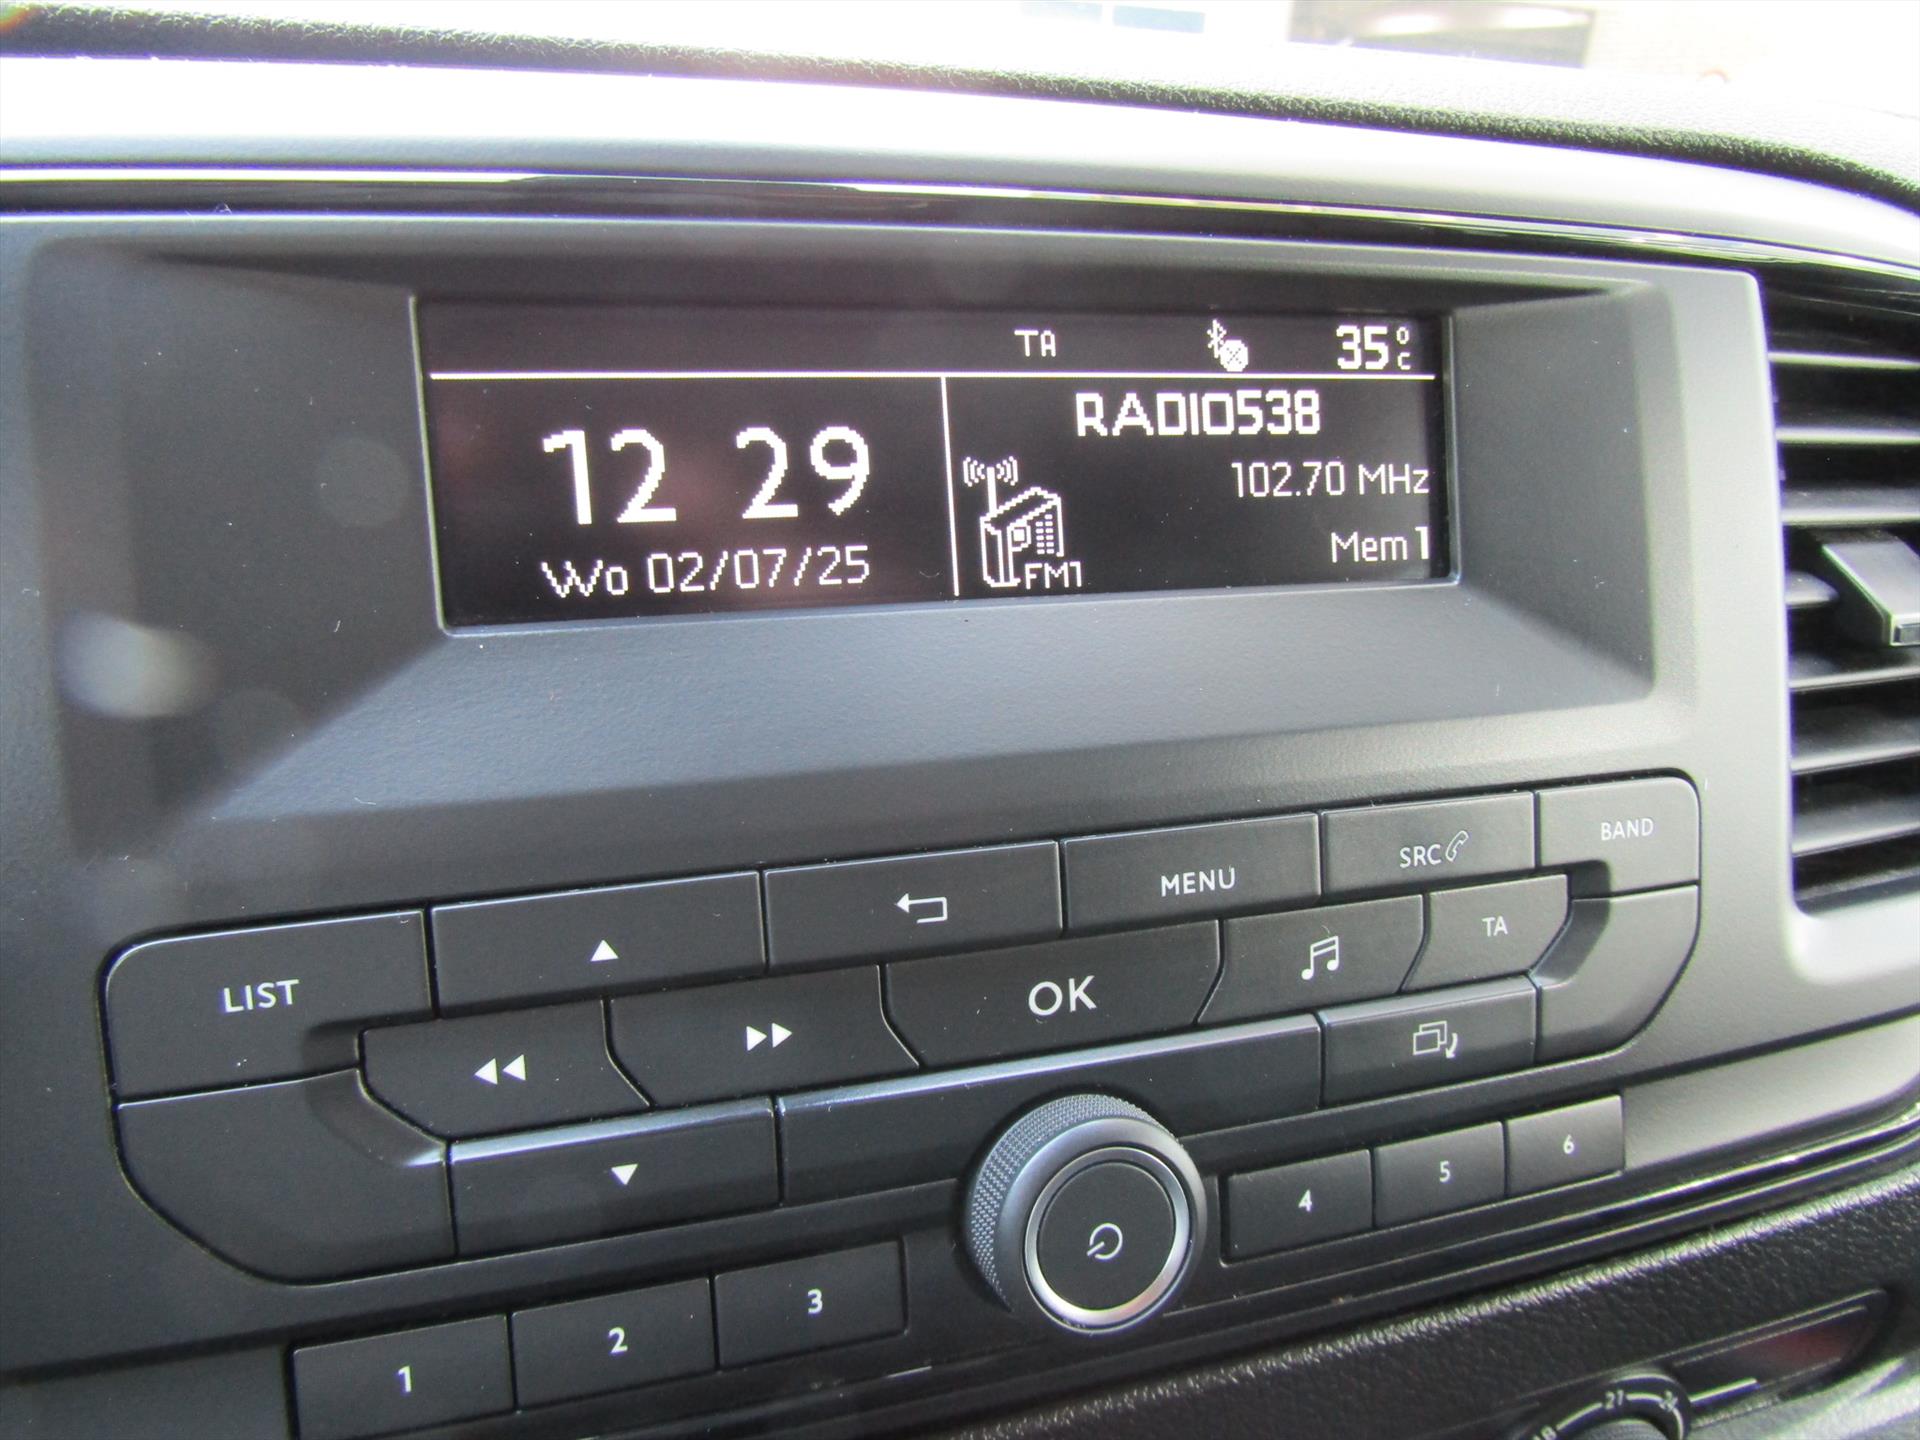 TA 35°C
12 29
Wo 02/07/25
RADIO538
102.70 MHz
Mem 1
FM1
LIST
MENU
SRC
BAND
OK
TA
1
2
3
4
5
6
27